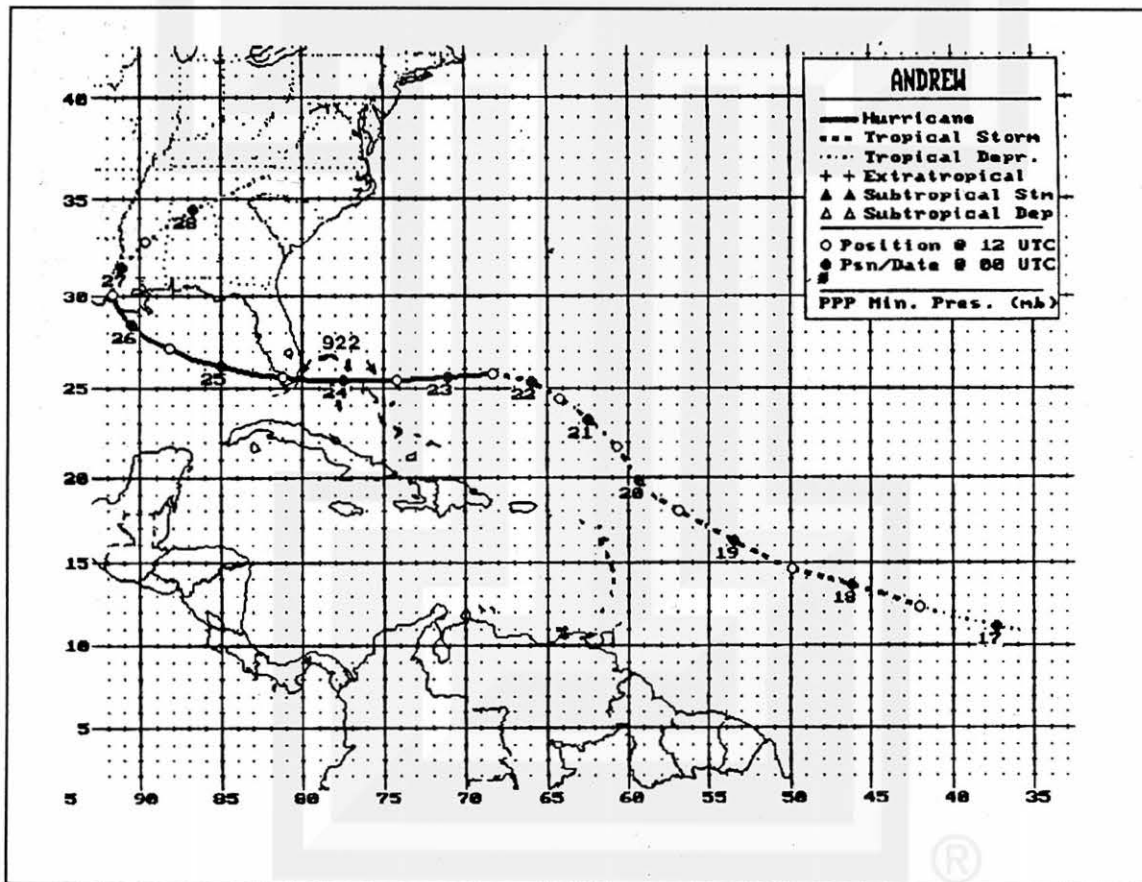 ANDREW
Hurricane
Tropical Storm
Tropical Depr.
+ + Extratropical
▲ ▲ Subtropical Stm
△ △ Subtropical Dep
○ Position @ 12 UTC
● Psn/Date @ 00 UTC
PPP Min. Pres. (mb)
40
35
28
27
30
26
922
25
24
23
22
25
21
20
20
19
15
18
17
10
5
5 90 85 80 75 70 65 60 55 50 45 40 35
®